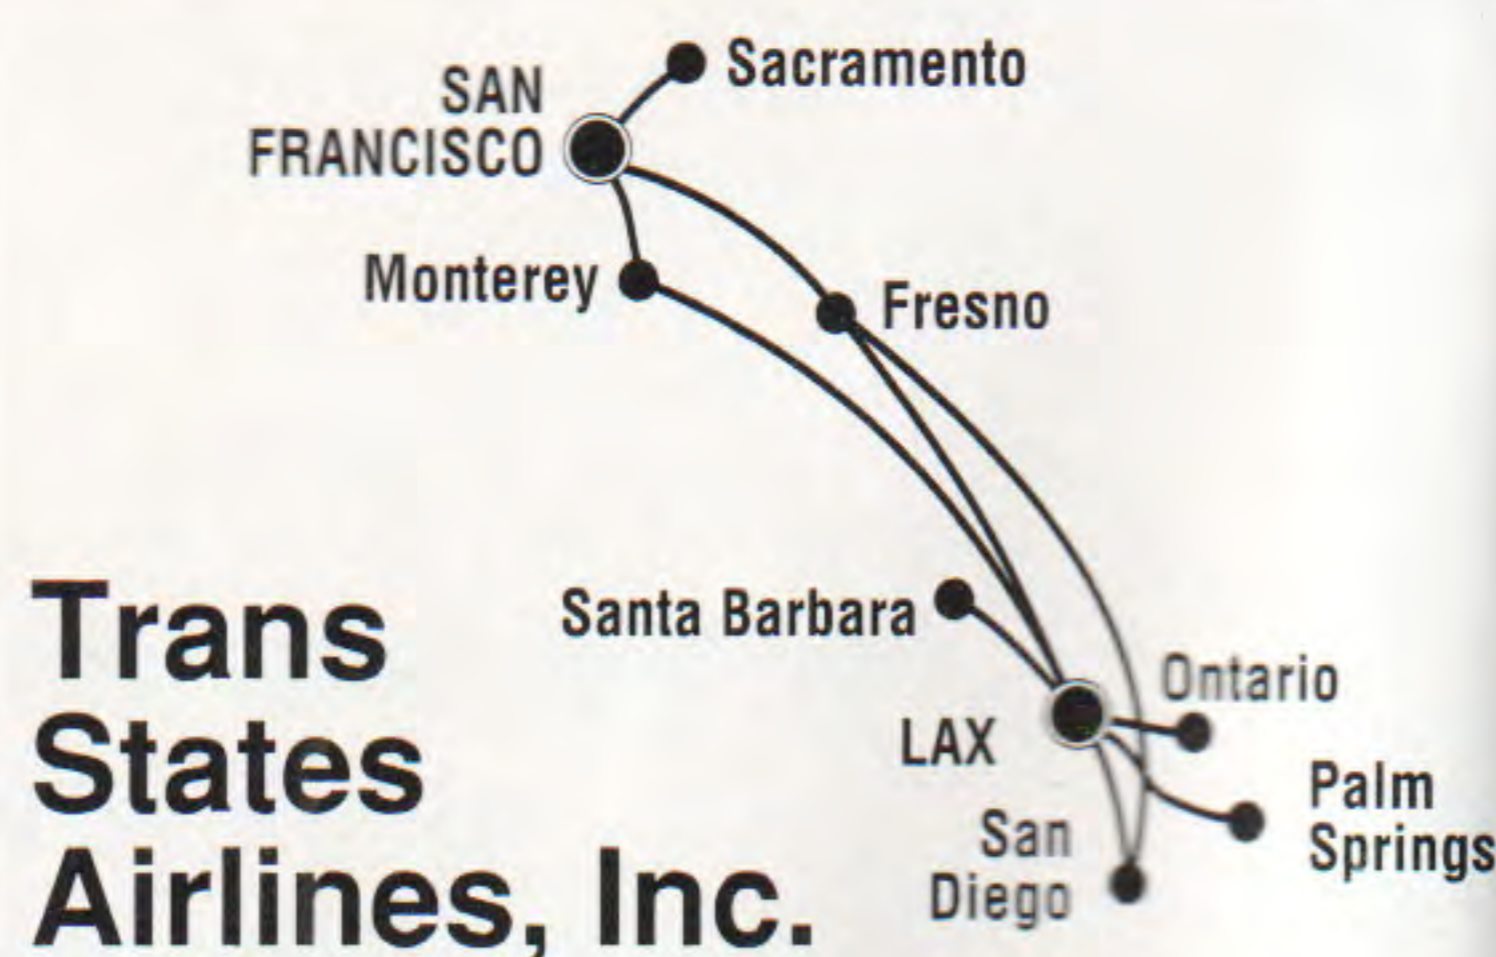 Sacramento
SAN
FRANCISCO
Monterey
Fresno
Santa Barbara
Ontario
LAX
Palm
Springs
San
Diego
Trans
States
Airlines, Inc.